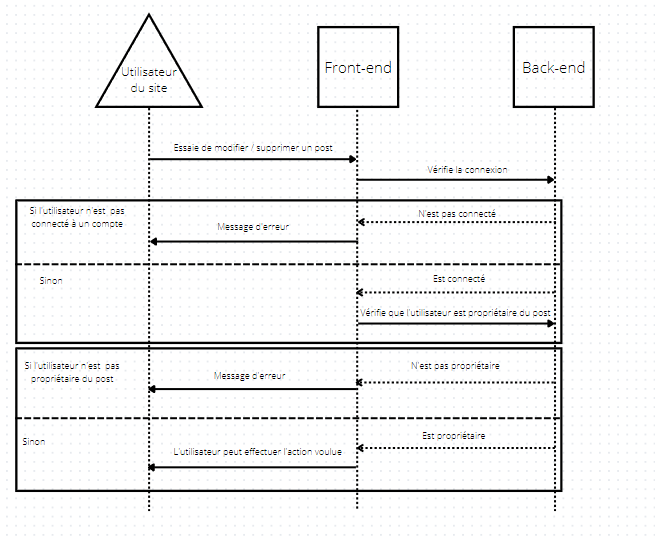 Utilisateur
du site
Front-end
Back-end
Essaie de modifier / supprimer un post
Vérifie la connexion
Si l'utilisateur n'est pas
connecté à un compte
N'est pas connecté
Message d'erreur
Sinon
Est connecté
Vérifie que l'utilisateur est propriétaire du post
Si l'utilisateur n'est pas
propriétaire du post
N'est pas propriétaire
Message d'erreur
Sinon
Est propriétaire
L'utilisateur peut effectuer l'action voulue